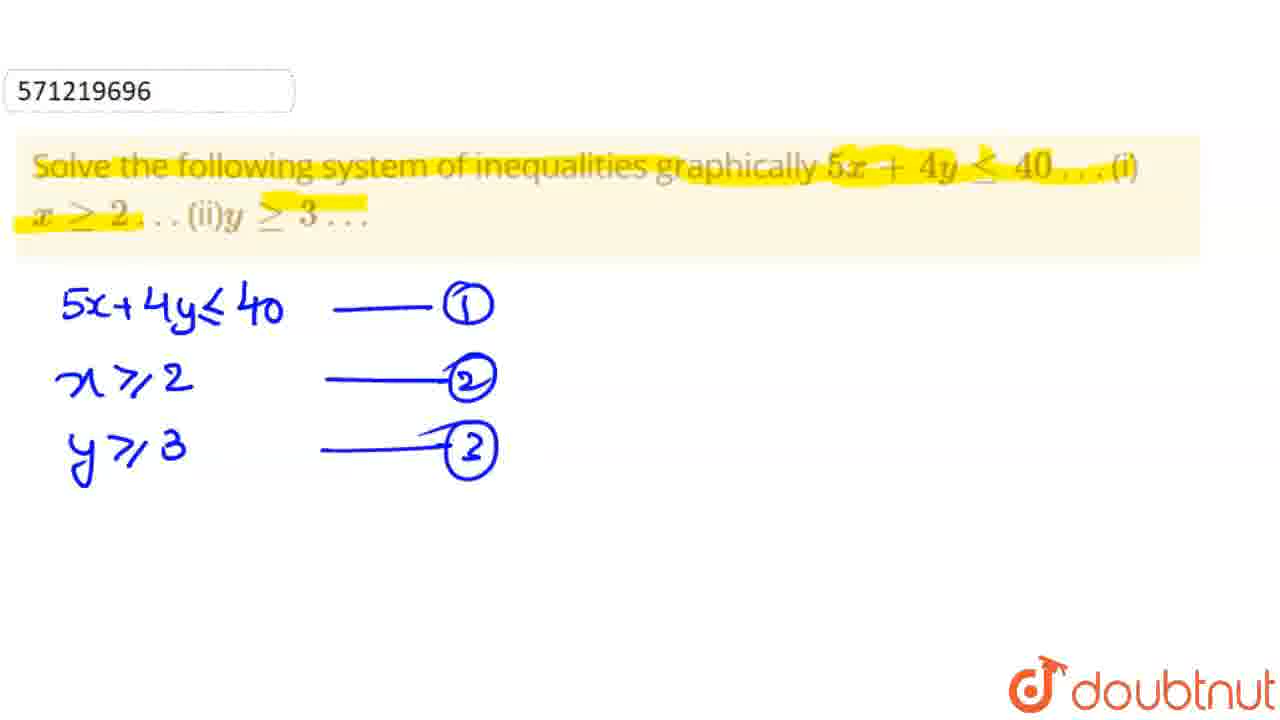 571219696
Solve the following system of inequalities graphically 5x + 4y ≤ 40 . . . (i)
x ≥ 2 . . . (ii)y ≥ 3 . . .
5x+4y≤40 —— ①
x ≥ 2 —— ②
y ≥ 3 —— ③
doubtnut